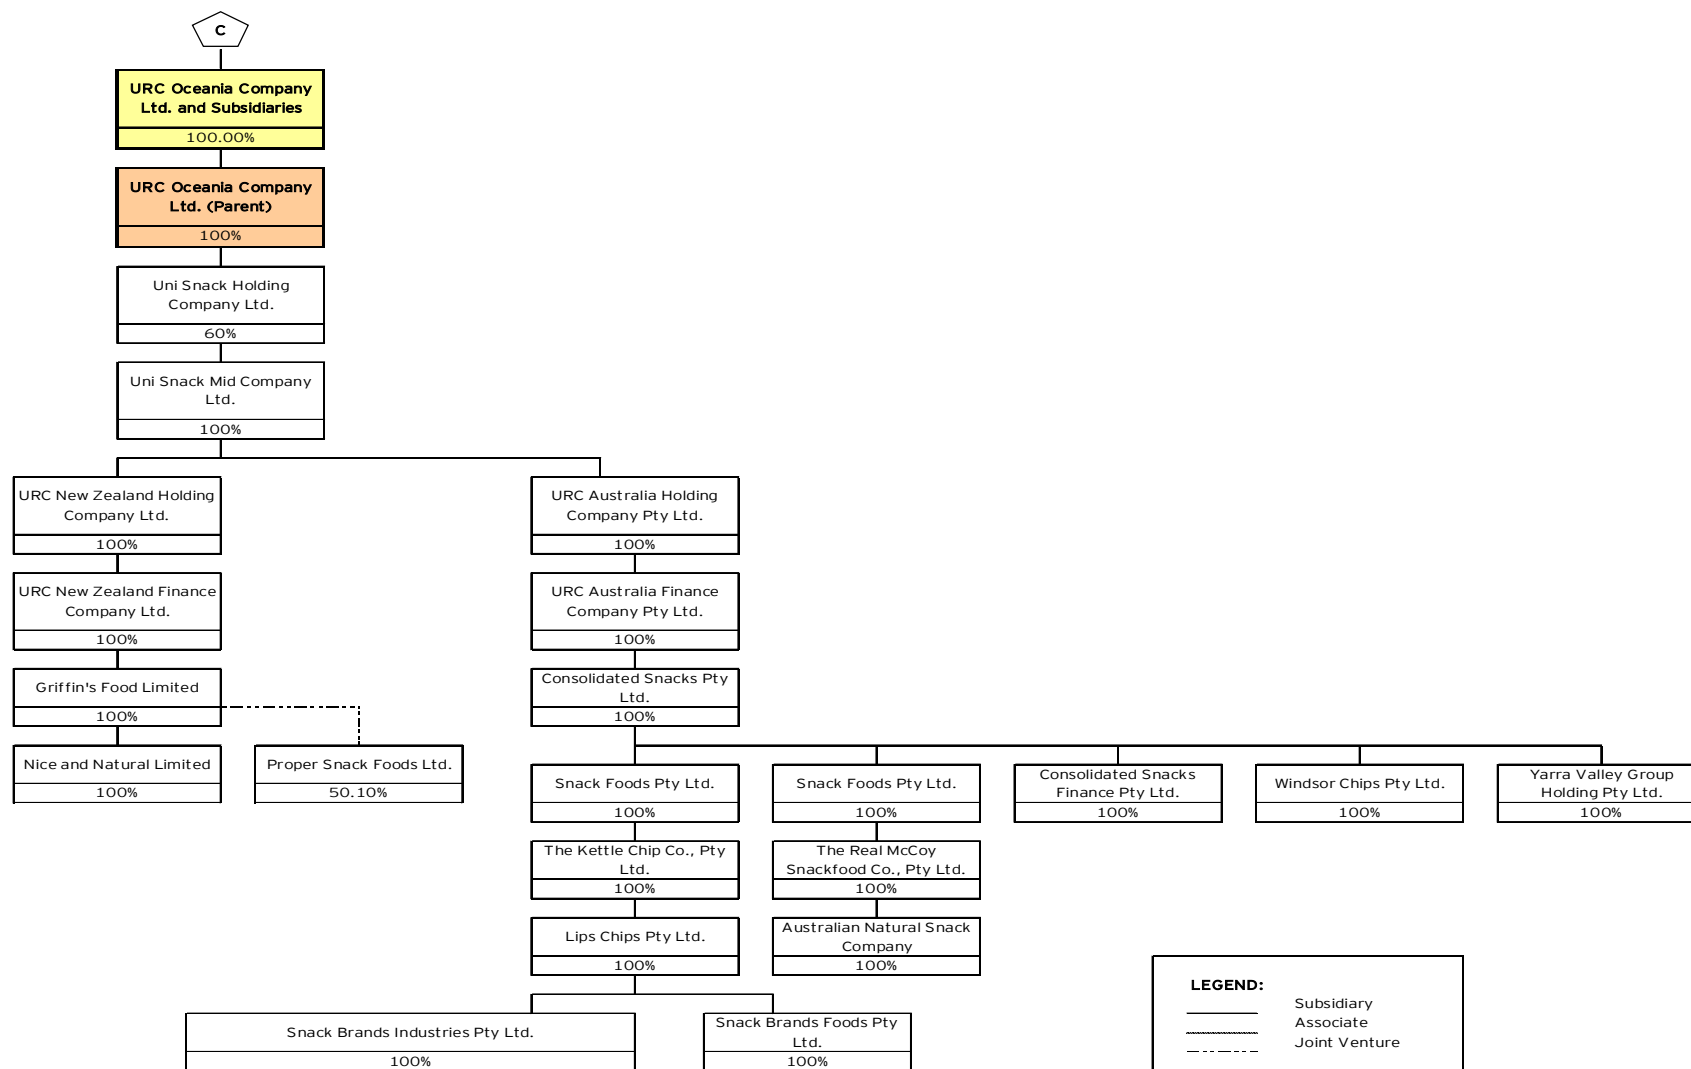 C
URC Oceania Company
Ltd. and Subsidiaries
100.00%
URC Oceania Company
Ltd. (Parent)
100%
Uni Snack Holding
Company Ltd.
60%
Uni Snack Mid Company
Ltd.
100%
URC New Zealand Holding
Company Ltd.
100%
URC Australia Holding
Company Pty Ltd.
100%
URC New Zealand Finance
Company Ltd.
100%
URC Australia Finance
Company Pty Ltd.
100%
Griffin's Food Limited
100%
Consolidated Snacks Pty
Ltd.
100%
Nice and Natural Limited
100%
Proper Snack Foods Ltd.
50.10%
Snack Foods Pty Ltd.
100%
Snack Foods Pty Ltd.
100%
Consolidated Snacks
Finance Pty Ltd.
100%
Windsor Chips Pty Ltd.
100%
Yarra Valley Group
Holding Pty Ltd.
100%
The Kettle Chip Co., Pty
Ltd.
100%
The Real McCoy
Snackfood Co., Pty Ltd.
100%
Lips Chips Pty Ltd.
100%
Australian Natural Snack
Company
100%
Snack Brands Industries Pty Ltd.
100%
Snack Brands Foods Pty
Ltd.
100%
LEGEND:
Subsidiary
Associate
Joint Venture